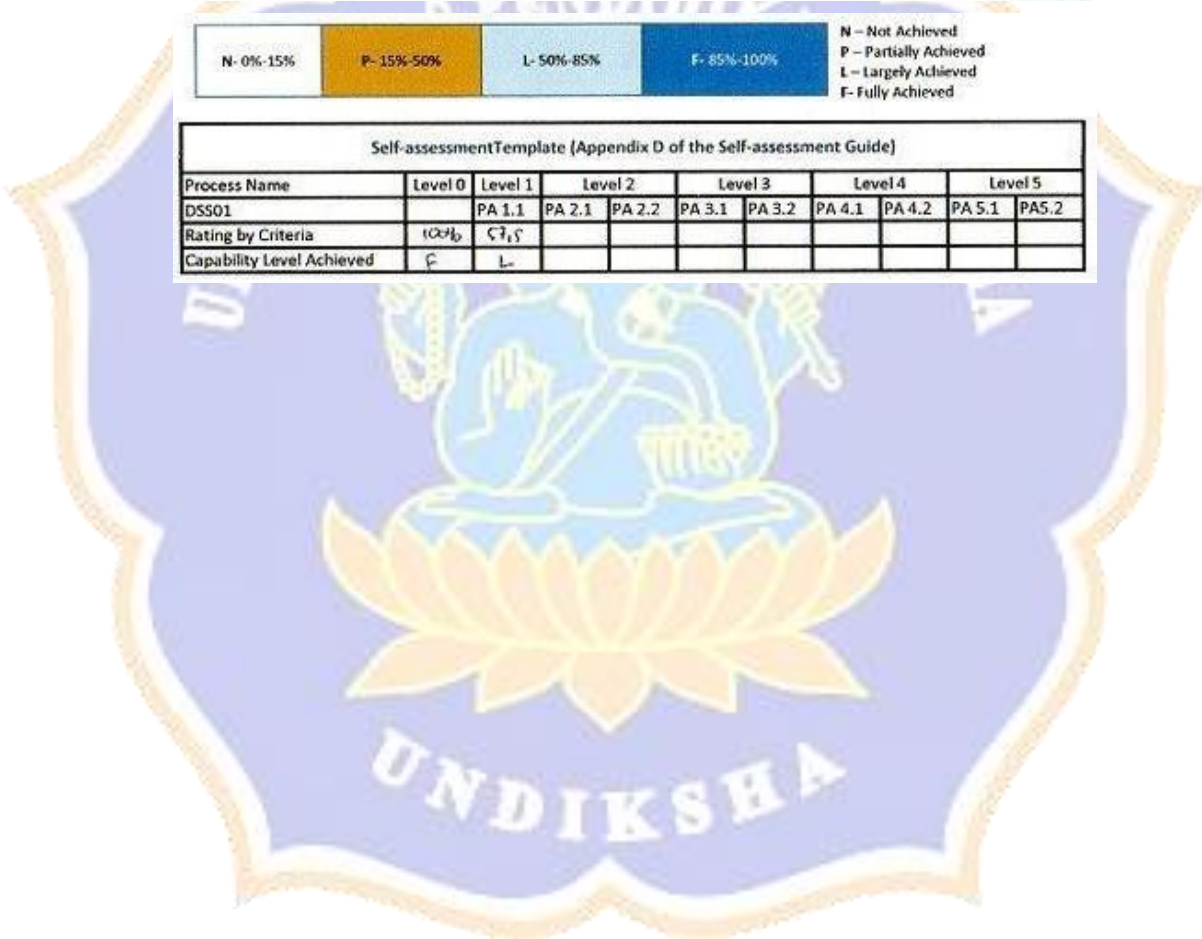 N- 0%-15% P- 15%-50% L- 50%-85% F- 85%-100%
N – Not Achieved
P – Partially Achieved
L – Largely Achieved
F- Fully Achieved
Self-assessmentTemplate (Appendix D of the Self-assessment Guide)
Process Name Level 0 Level 1 Level 2 Level 3 Level 4 Level 5
DSS01 PA 1.1 PA 2.1 PA 2.2 PA 3.1 PA 3.2 PA 4.1 PA 4.2 PA 5.1 PA5.2
Rating by Criteria 100% 57,5
Capability Level Achieved F L
UNDIKSHA